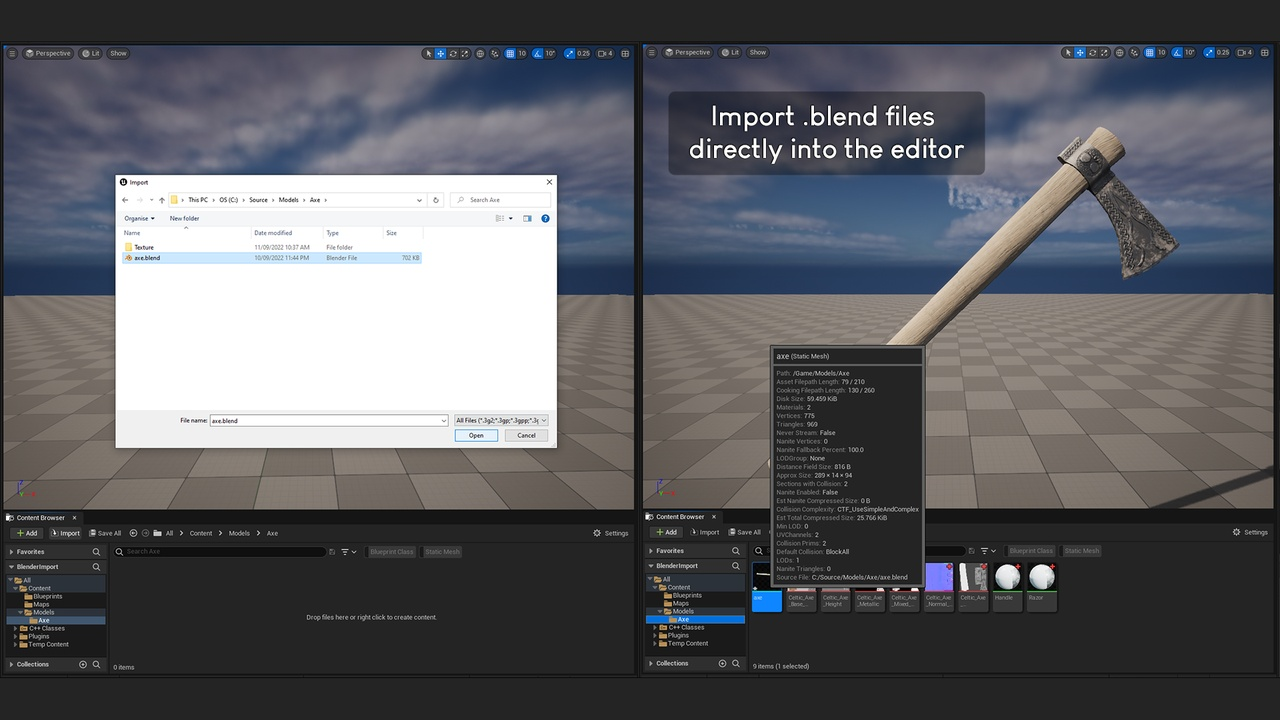 Perspective Lit Show 10 10° 0.25 4
Import
This PC > OS (C:) > Source > Models > Axe >
Search Axe
Organise New folder
Name Date modified Type Size
Texture 11/09/2022 10:37 AM File folder
axe.blend 10/09/2022 11:44 PM Blender File 702 KB
File name: axe.blend All Files (*.3g2;*.3gp;*.3gpp;*.3
Open Cancel
Content Browser
Add Import Save All All > Content > Models > Axe Settings
Favorites
Search Axe Blueprint Class Static Mesh
BlenderImport
All
Content
Blueprints
Maps
Models
Axe
C++ Classes
Plugins
Temp Content
Drop files here or right click to create content.
Collections
0 items
Perspective Lit Show 10 10° 0.25 4
Import .blend files
directly into the editor
axe (Static Mesh)
Path: /Game/Models/Axe
Asset Filepath Length: 79 / 210
Cooking Filepath Length: 130 / 260
Disk Size: 59.459 KiB
Materials: 2
Vertices: 775
Triangles: 969
Never Stream: False
Nanite Vertices: 0
Nanite Fallback Percent: 100.0
LODGroup: None
Distance Field Size: 816 B
Approx Size: 289×14×94
Sections with Collision: 2
Nanite Enabled: False
Est Nanite Compressed Size: 0 B
Collision Complexity: CTF_UseSimpleAndComplex
Est Total Compressed Size: 25.766 KiB
Min LOD: 0
UVChannels: 2
Collision Prims: 2
Default Collision: BlockAll
LODs: 1
Nanite Triangles: 0
Source File: C:/Source/Models/Axe/axe.blend
Content Browser
Add Import Save All Settings
Favorites
Blueprint Class Static Mesh
BlenderImport
All
Content
Blueprints
Maps
Models
Axe
C++ Classes
Plugins
Temp Content
axe Celtic_Axe_Base_... Celtic_Axe_Height Celtic_Axe_Metallic Celtic_Axe_Mixed_... Celtic_Axe_Normal_... Celtic_Axe_... Handle Razor
Collections
9 items (1 selected)